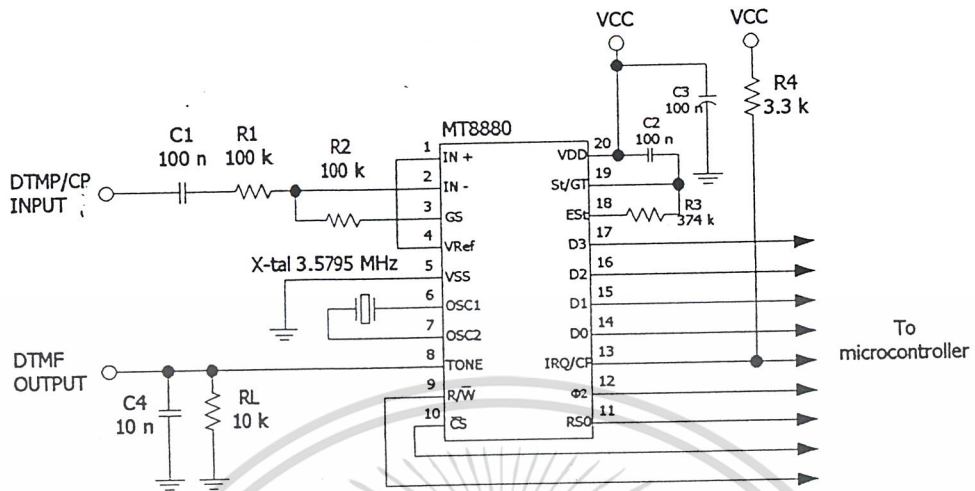 VCC
VCC
R4
3.3 k
C3
100 n
C2
100 n
MT8880
C1
100 n
R1
100 k
R2
100 k
DTMP/CP
INPUT
1
IN +
2
IN -
3
GS
4
VRef
5
VSS
6
OSC1
7
OSC2
8
TONE
9
R/W̅
10
C̅S̅
20
VDD
19
St/GT
18
ESt
R3
374 k
17
D3
16
D2
15
D1
14
D0
13
IRQ/CP
12
Φ2
11
RS0
X-tal 3.5795 MHz
DTMF
OUTPUT
C4
10 n
RL
10 k
To
microcontroller